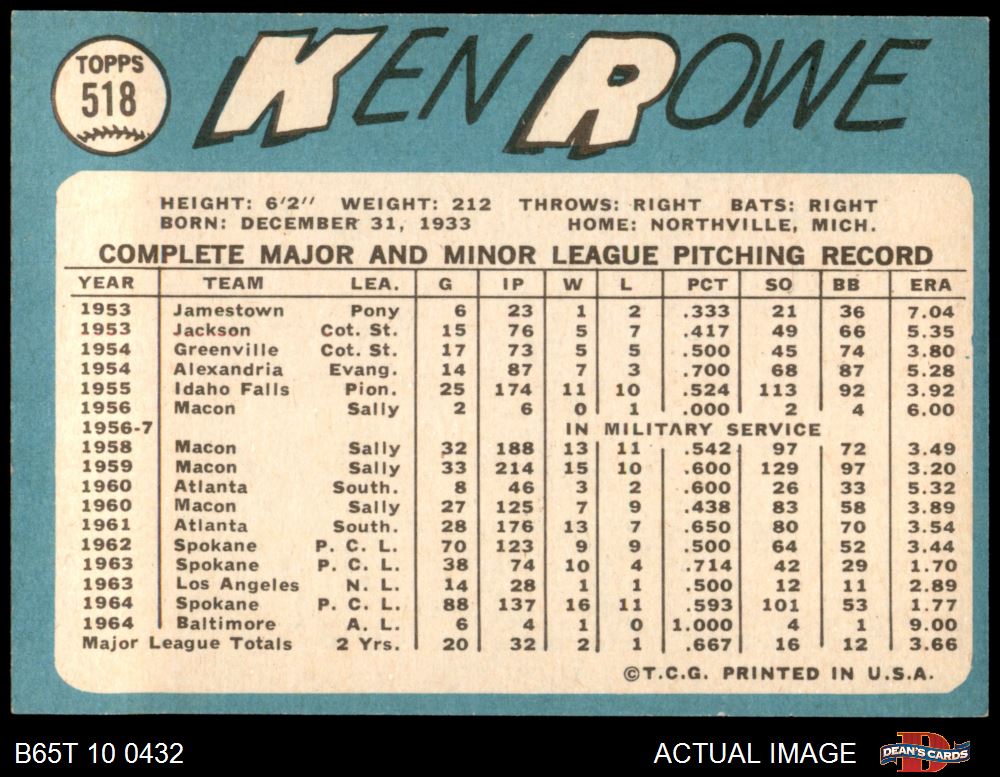 TOPPS
518
KEN ROWE
HEIGHT: 6'2" WEIGHT: 212 THROWS: RIGHT BATS: RIGHT
BORN: DECEMBER 31, 1933 HOME: NORTHVILLE, MICH.
COMPLETE MAJOR AND MINOR LEAGUE PITCHING RECORD
YEAR TEAM LEA. G IP W L PCT SO BB ERA
1953 Jamestown Pony 6 23 1 2 .333 21 36 7.04
1953 Jackson Cot. St. 15 76 5 7 .417 49 66 5.35
1954 Greenville Cot. St. 17 73 5 5 .500 45 74 3.80
1954 Alexandria Evang. 14 87 7 3 .700 68 87 5.28
1955 Idaho Falls Pion. 25 174 11 10 .524 113 92 3.92
1956 Macon Sally 2 6 0 1 .000 2 4 6.00
1956-7 IN MILITARY SERVICE
1958 Macon Sally 32 188 13 11 .542 97 72 3.49
1959 Macon Sally 33 214 15 10 .600 129 97 3.20
1960 Atlanta South. 8 46 3 2 .600 26 33 5.32
1960 Macon Sally 27 125 7 9 .438 83 58 3.89
1961 Atlanta South. 28 176 13 7 .650 80 70 3.54
1962 Spokane P. C. L. 70 123 9 9 .500 64 52 3.44
1963 Spokane P. C. L. 38 74 10 4 .714 42 29 1.70
1963 Los Angeles N. L. 14 28 1 1 .500 12 11 2.89
1964 Spokane P. C. L. 88 137 16 11 .593 101 53 1.77
1964 Baltimore A. L. 6 4 1 0 1.000 4 1 9.00
Major League Totals 2 Yrs. 20 32 2 1 .667 16 12 3.66
©T.C.G. PRINTED IN U.S.A.
B65T 10 0432 ACTUAL IMAGE DEAN'S CARDS